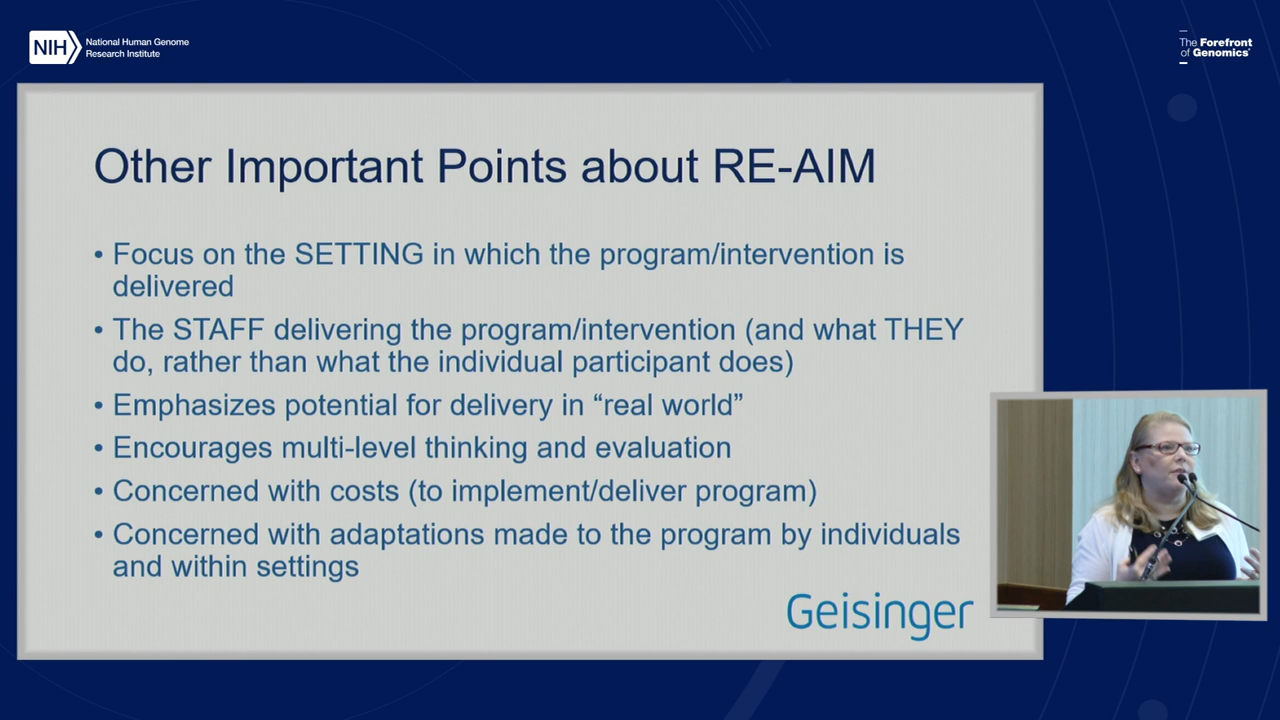 NIH
National Human Genome
Research Institute
The Forefront
of Genomics®
Other Important Points about RE-AIM
• Focus on the SETTING in which the program/intervention is
delivered
• The STAFF delivering the program/intervention (and what THEY
do, rather than what the individual participant does)
• Emphasizes potential for delivery in “real world”
• Encourages multi-level thinking and evaluation
• Concerned with costs (to implement/deliver program)
• Concerned with adaptations made to the program by individuals
and within settings
Geisinger